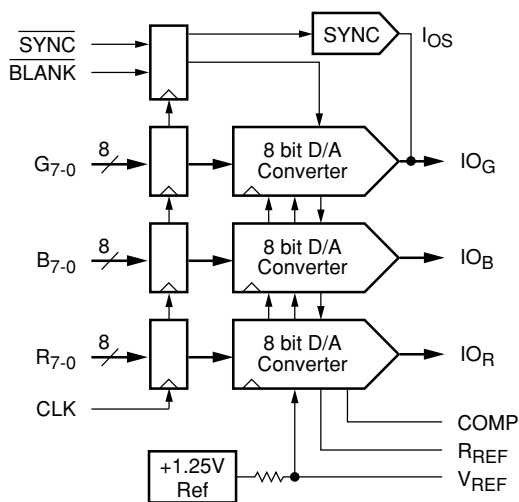 SYNC
BLANK
SYNC
IOS
G7-0
8
8 bit D/A
Converter
IOG
B7-0
8
8 bit D/A
Converter
IOB
R7-0
8
8 bit D/A
Converter
IOR
CLK
COMP
RREF
VREF
+1.25V
Ref